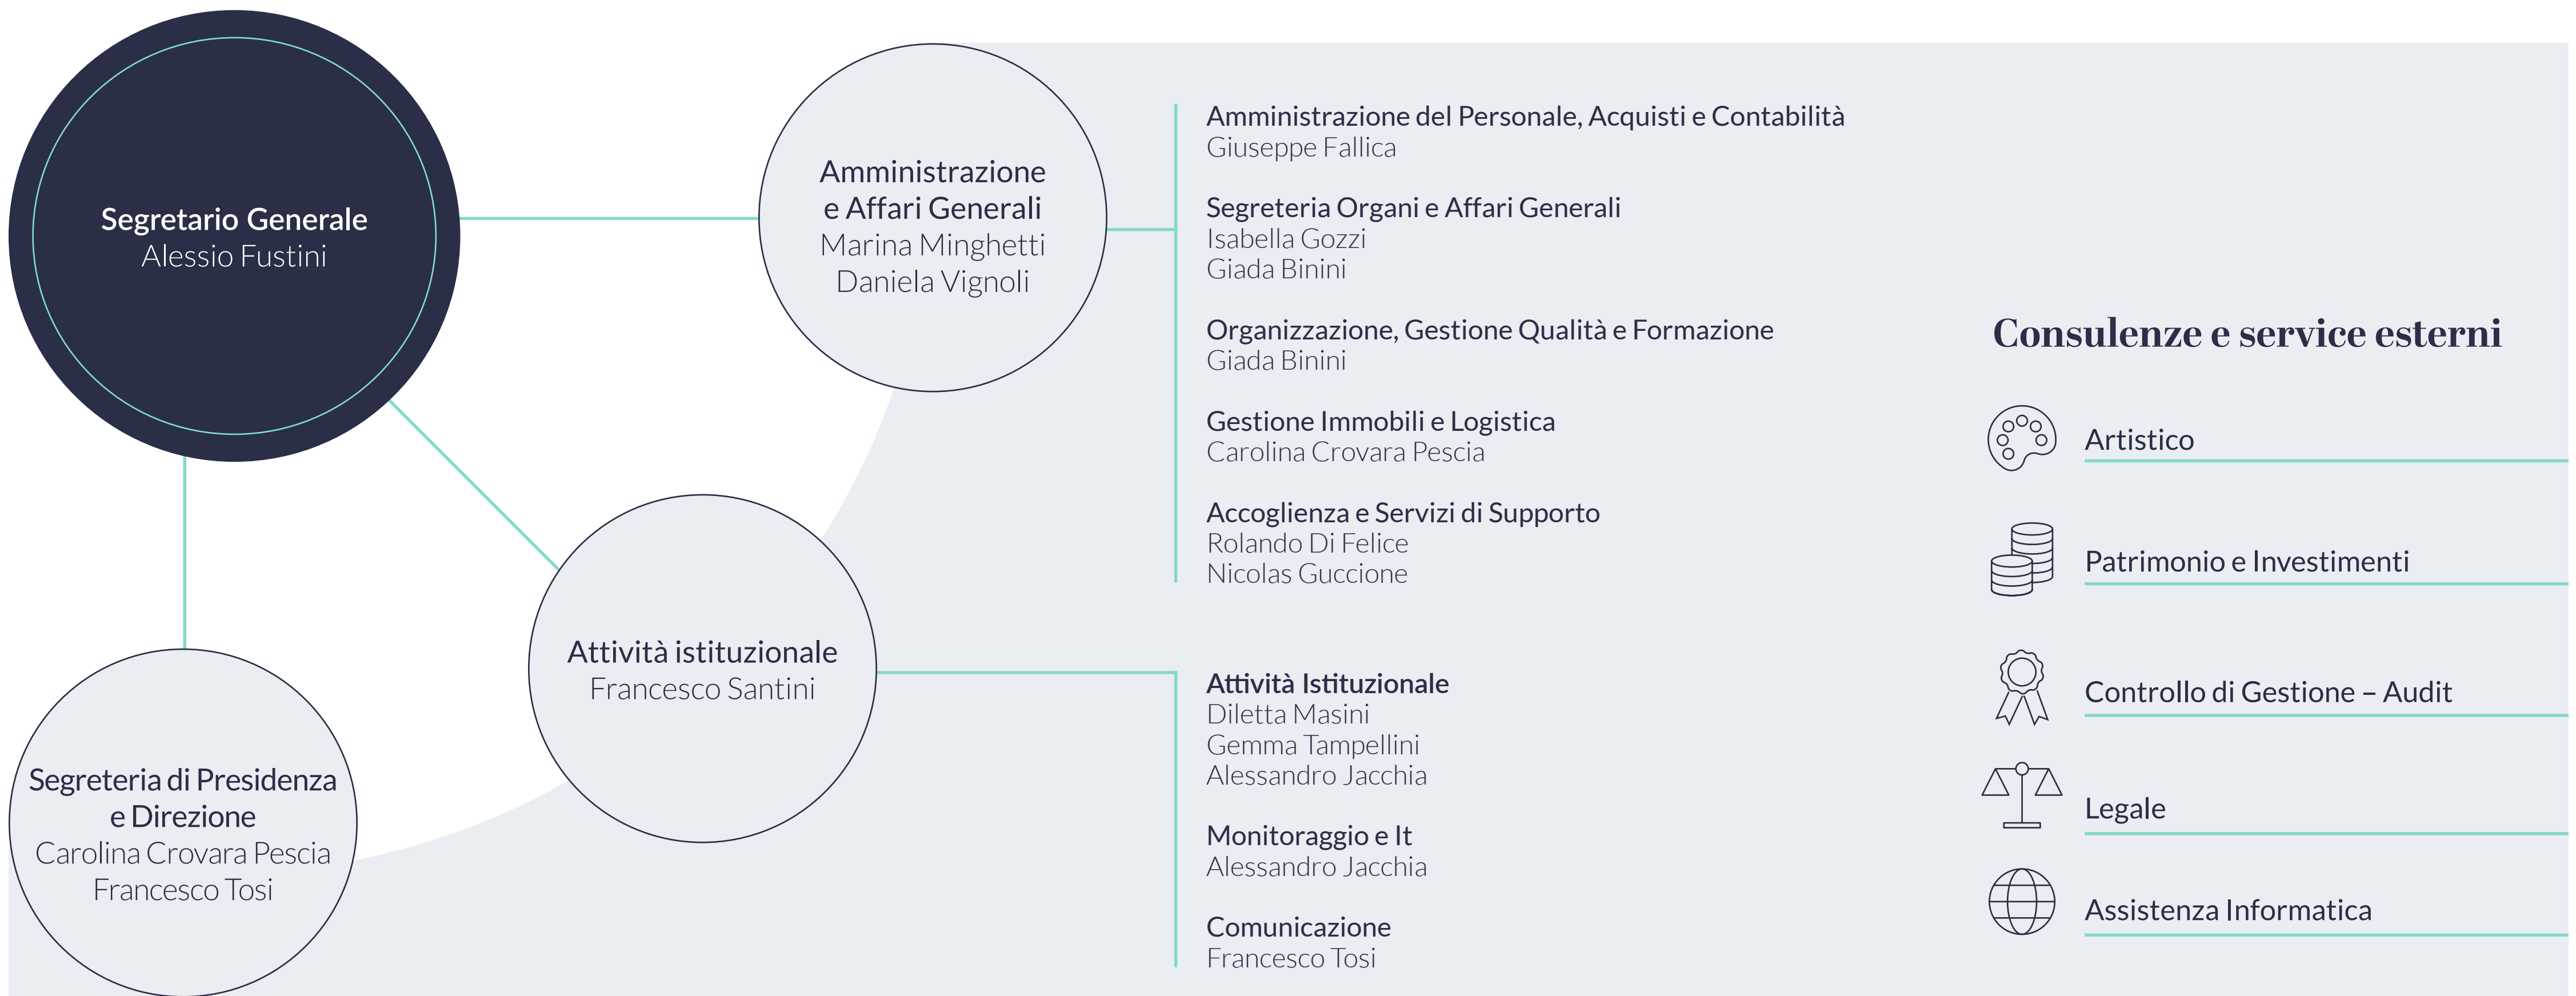 Segretario Generale
Alessio Fustini
Amministrazione
e Affari Generali
Marina Minghetti
Daniela Vignoli
Attività istituzionale
Francesco Santini
Segreteria di Presidenza
e Direzione
Carolina Crovara Pescia
Francesco Tosi
Amministrazione del Personale, Acquisti e Contabilità
Giuseppe Fallica
Segreteria Organi e Affari Generali
Isabella Gozzi
Giada Binini
Organizzazione, Gestione Qualità e Formazione
Giada Binini
Gestione Immobili e Logistica
Carolina Crovara Pescia
Accoglienza e Servizi di Supporto
Rolando Di Felice
Nicolas Guccione
Attività Istituzionale
Diletta Masini
Gemma Tampellini
Alessandro Jacchia
Monitoraggio e It
Alessandro Jacchia
Comunicazione
Francesco Tosi
Consulenze e service esterni
Artistico
Patrimonio e Investimenti
Controllo di Gestione – Audit
Legale
Assistenza Informatica